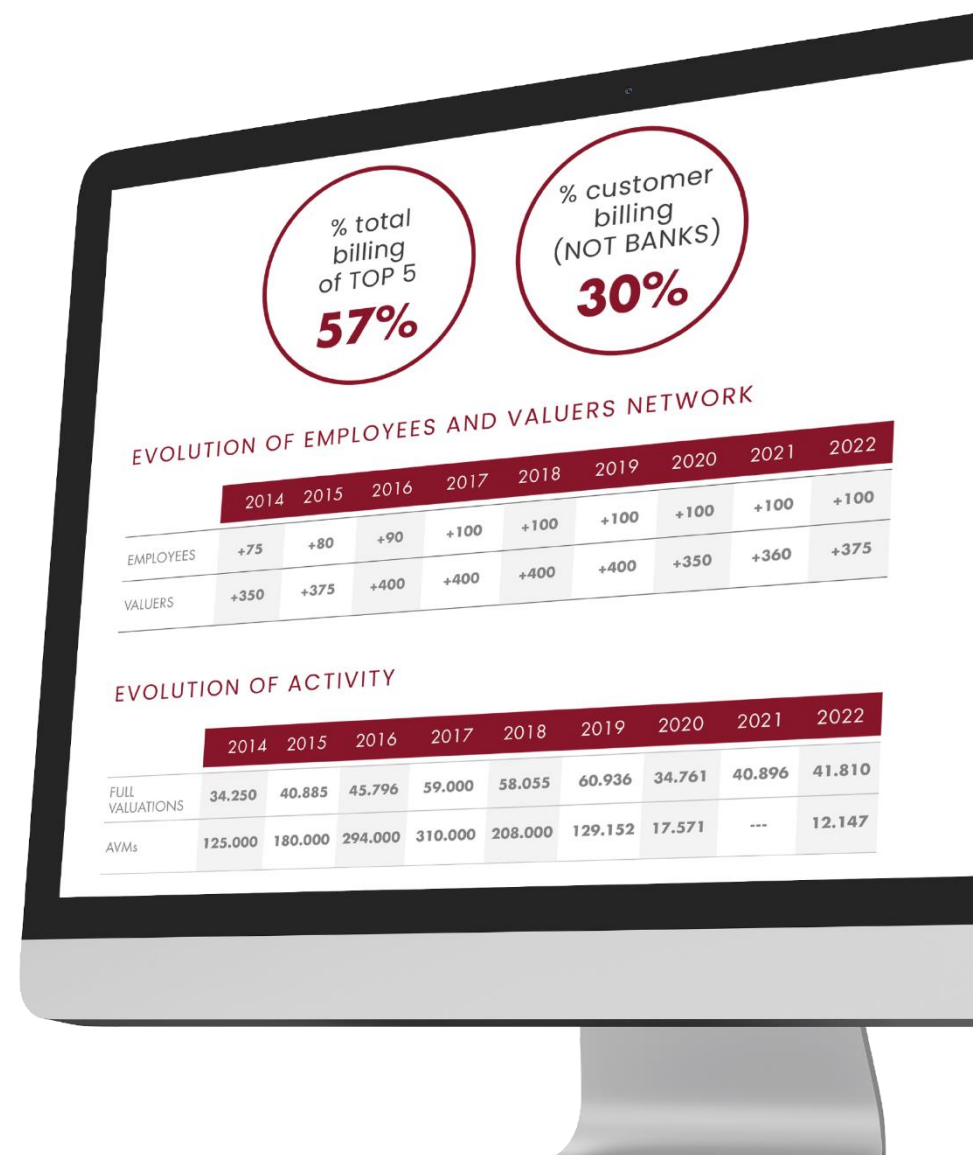 % total
billing
of TOP 5
57%
% customer
billing
(NOT BANKS)
30%
EVOLUTION OF EMPLOYEES AND VALUERS NETWORK
2014 2015 2016 2017 2018 2019 2020 2021 2022
EMPLOYEES +75 +80 +90 +100 +100 +100 +100 +100 +100
VALUERS +350 +375 +400 +400 +400 +400 +350 +360 +375
EVOLUTION OF ACTIVITY
2014 2015 2016 2017 2018 2019 2020 2021 2022
FULL
VALUATIONS 34.250 40.885 45.796 59.000 58.055 60.936 34.761 40.896 41.810
AVMs 125.000 180.000 294.000 310.000 208.000 129.152 17.571 --- 12.147